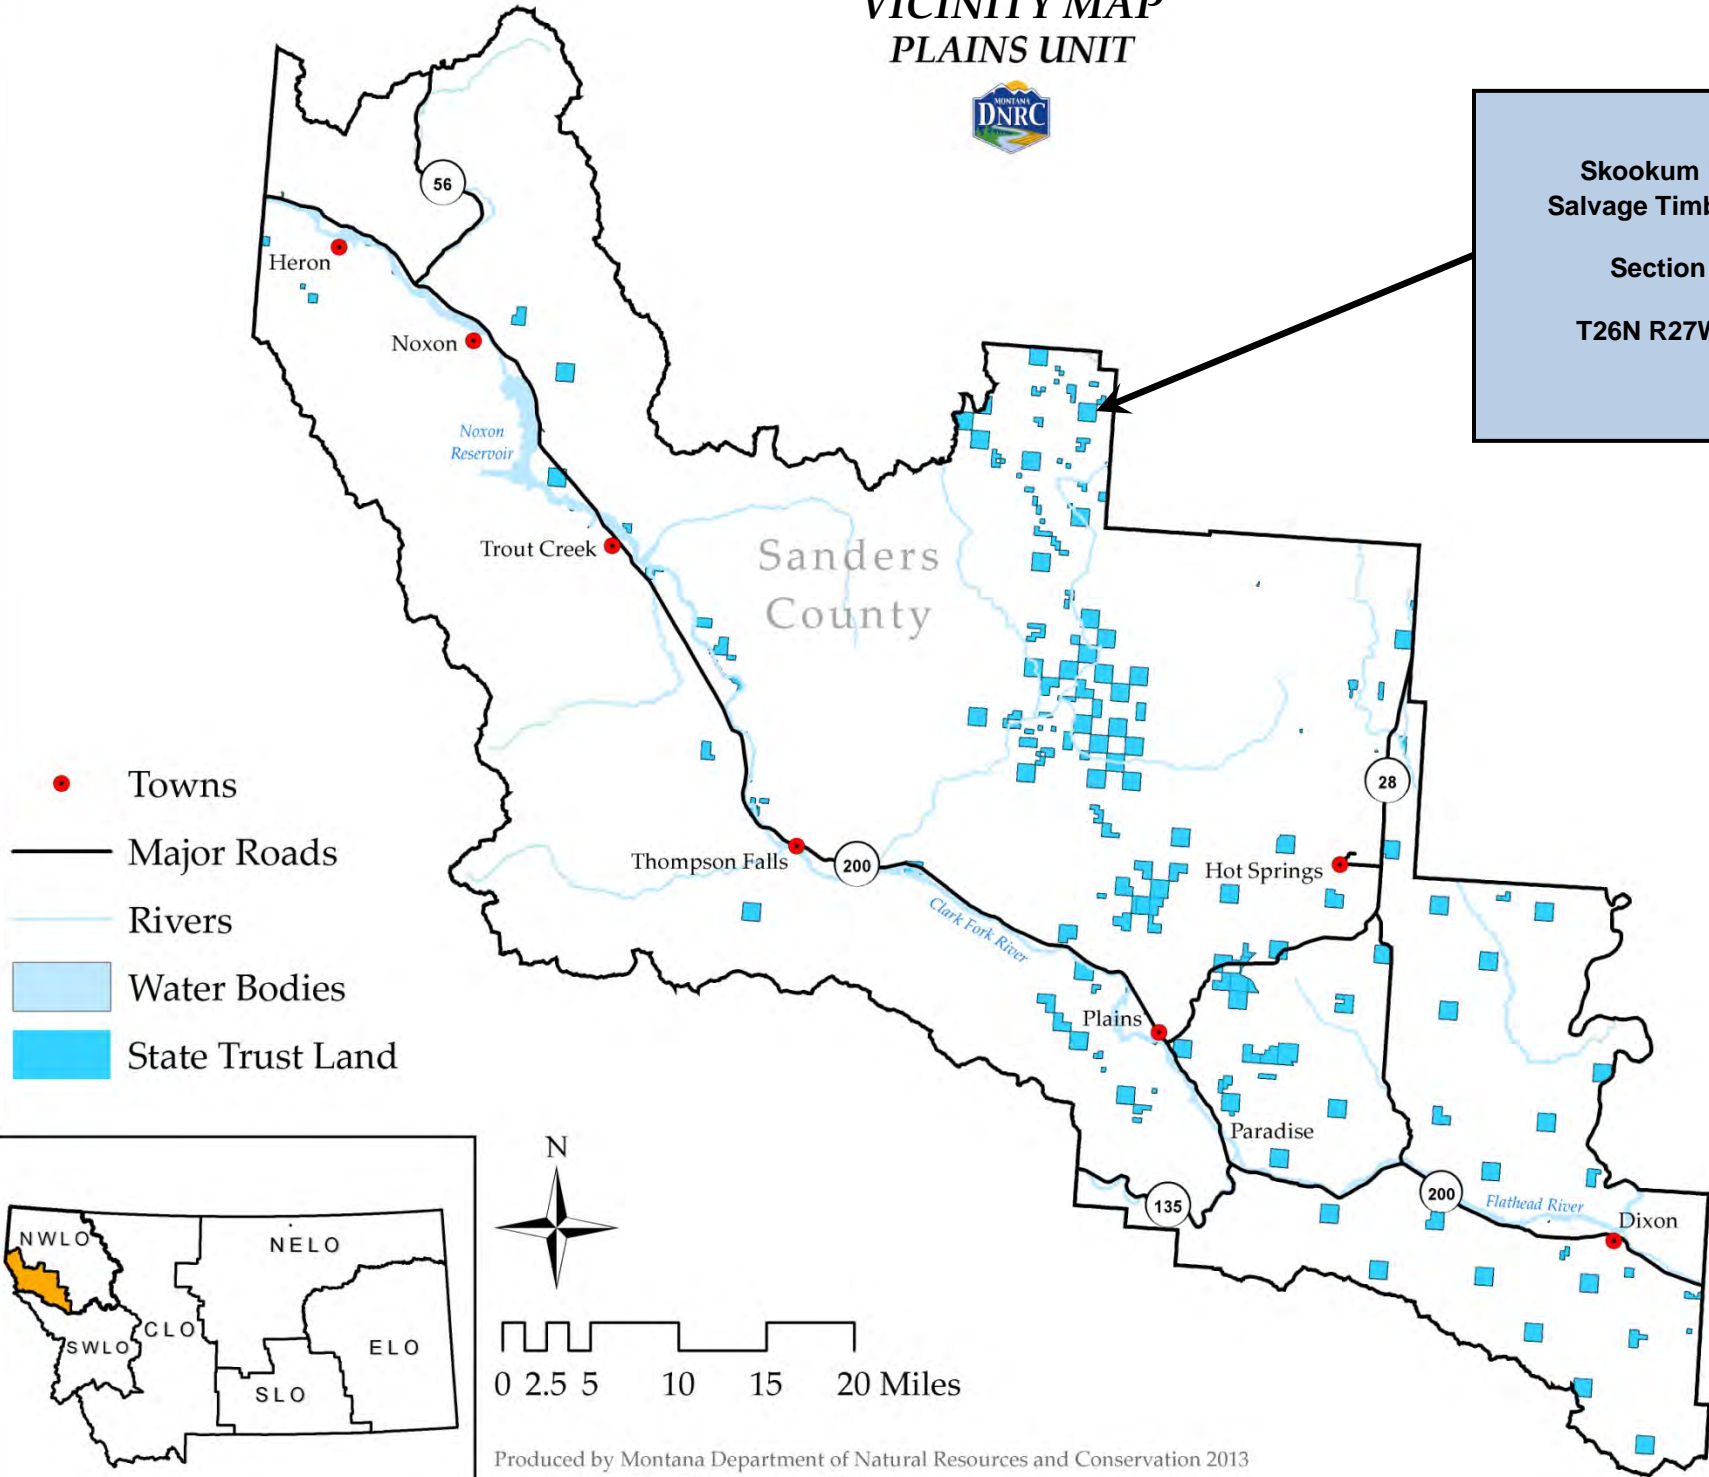 VICINITY MAP
PLAINS UNIT
MONTANA
DNRC
Skookum
Salvage Timb
Section
T26N R27W
56
Heron
Noxon
Noxon
Reservoir
Trout Creek
Sanders
County
28
Thompson Falls
200
Hot Springs
Clark Fork River
Plains
Paradise
135
200
Flathead River
Dixon
Towns
Major Roads
Rivers
Water Bodies
State Trust Land
NWLO
NELO
CLO
SWLO
ELO
SLO
N
0 2.5 5 10 15 20 Miles
Produced by Montana Department of Natural Resources and Conservation 2013